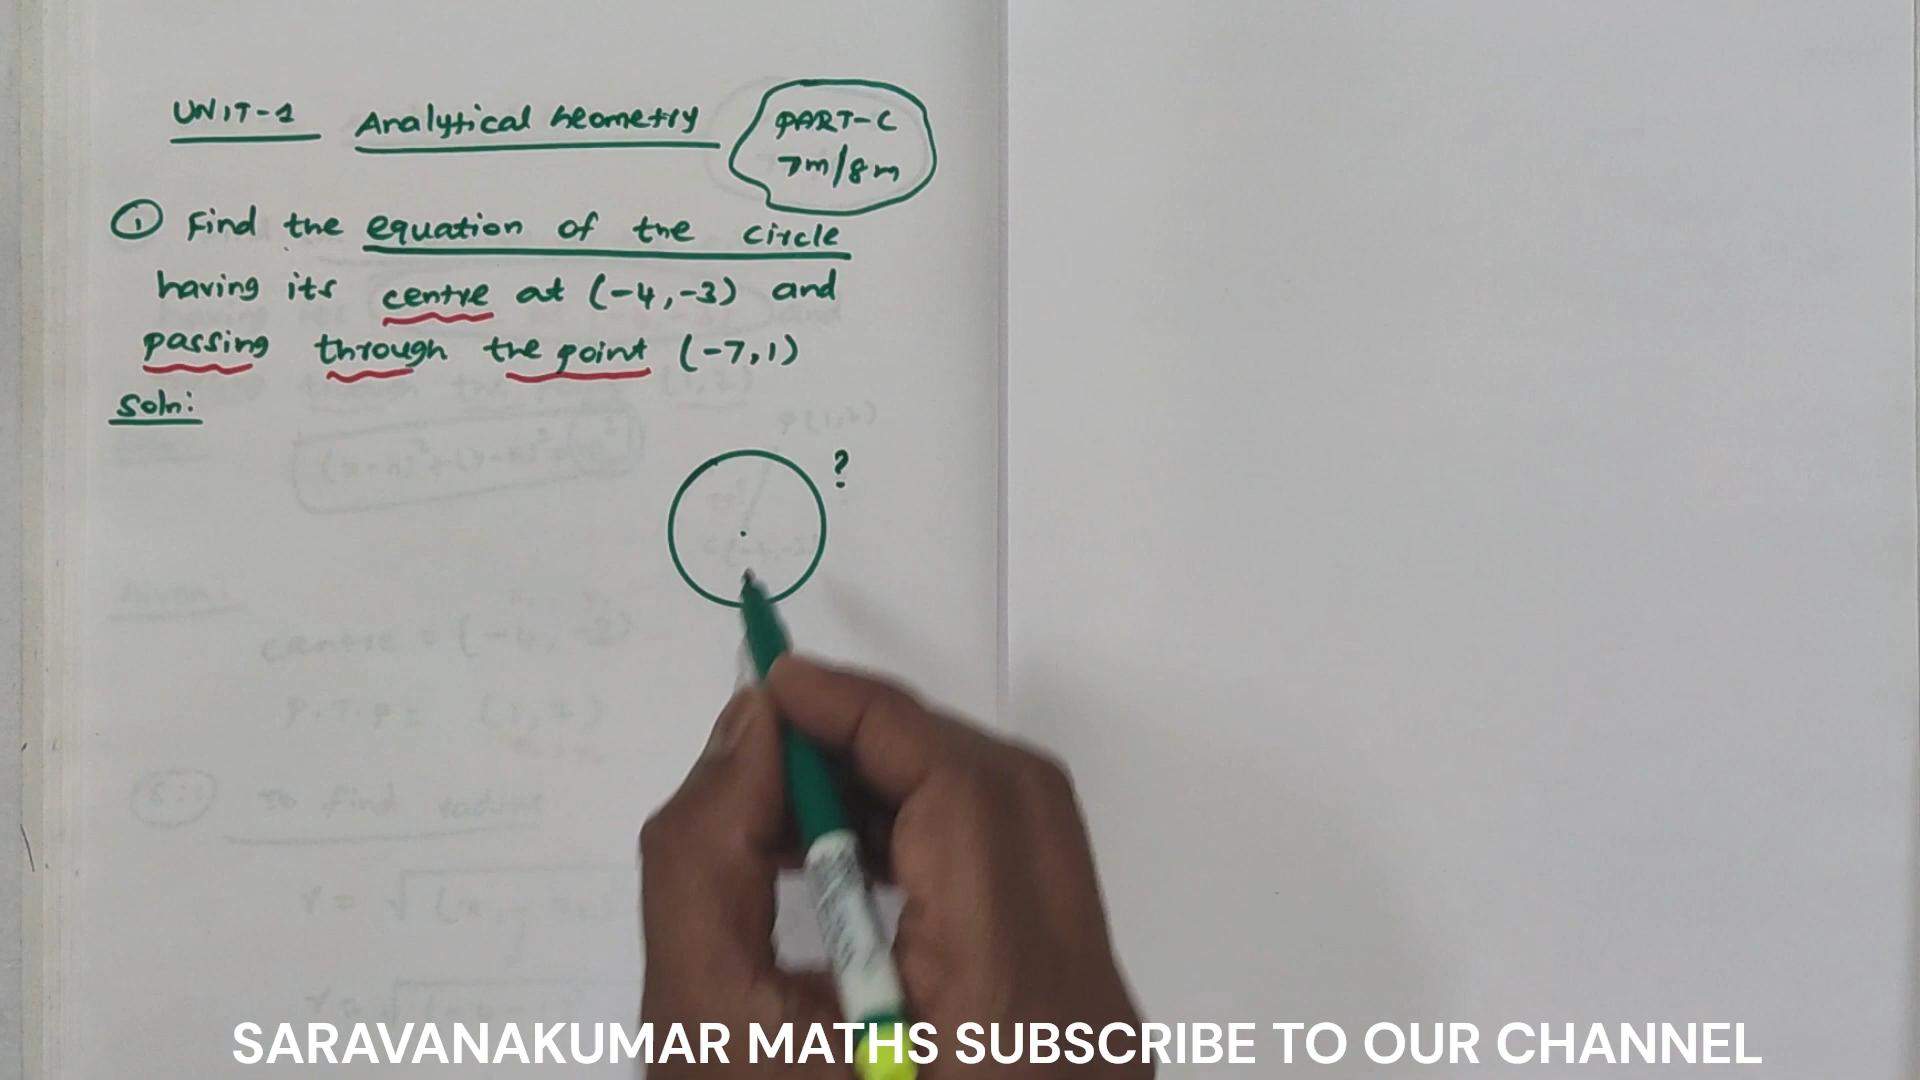 UNIT-1 Analytical Geometry
PART-C
7m/8m
① Find the equation of the circle
having its centre at (-4,-3) and
passing through the point (-7,1)
Soln:
?
SARAVANAKUMAR MATHS SUBSCRIBE TO OUR CHANNEL